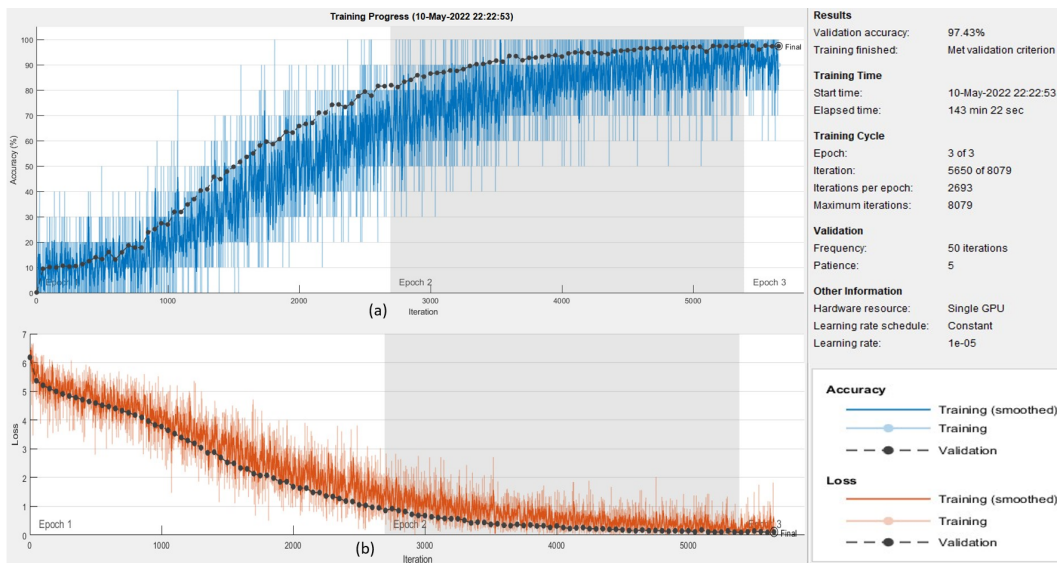 Training Progress (10-May-2022 22:22:53)
100
90
80
70
60
50
40
30
20
10
0
Accuracy (%)
Final
Epoch 2
Epoch 3
1000
2000
3000
4000
5000
(a)
Iteration
7
6
5
4
3
2
1
0
Loss
Epoch 1
Epoch 2
Final
0
1000
2000
3000
4000
5000
(b)
Iteration
Results
Validation accuracy: 97.43%
Training finished: Met validation criterion
Training Time
Start time: 10-May-2022 22:22:53
Elapsed time: 143 min 22 sec
Training Cycle
Epoch: 3 of 3
Iteration: 5650 of 8079
Iterations per epoch: 2693
Maximum iterations: 8079
Validation
Frequency: 50 iterations
Patience: 5
Other Information
Hardware resource: Single GPU
Learning rate schedule: Constant
Learning rate: 1e-05
Accuracy
Training (smoothed)
Training
Validation
Loss
Training (smoothed)
Training
Validation